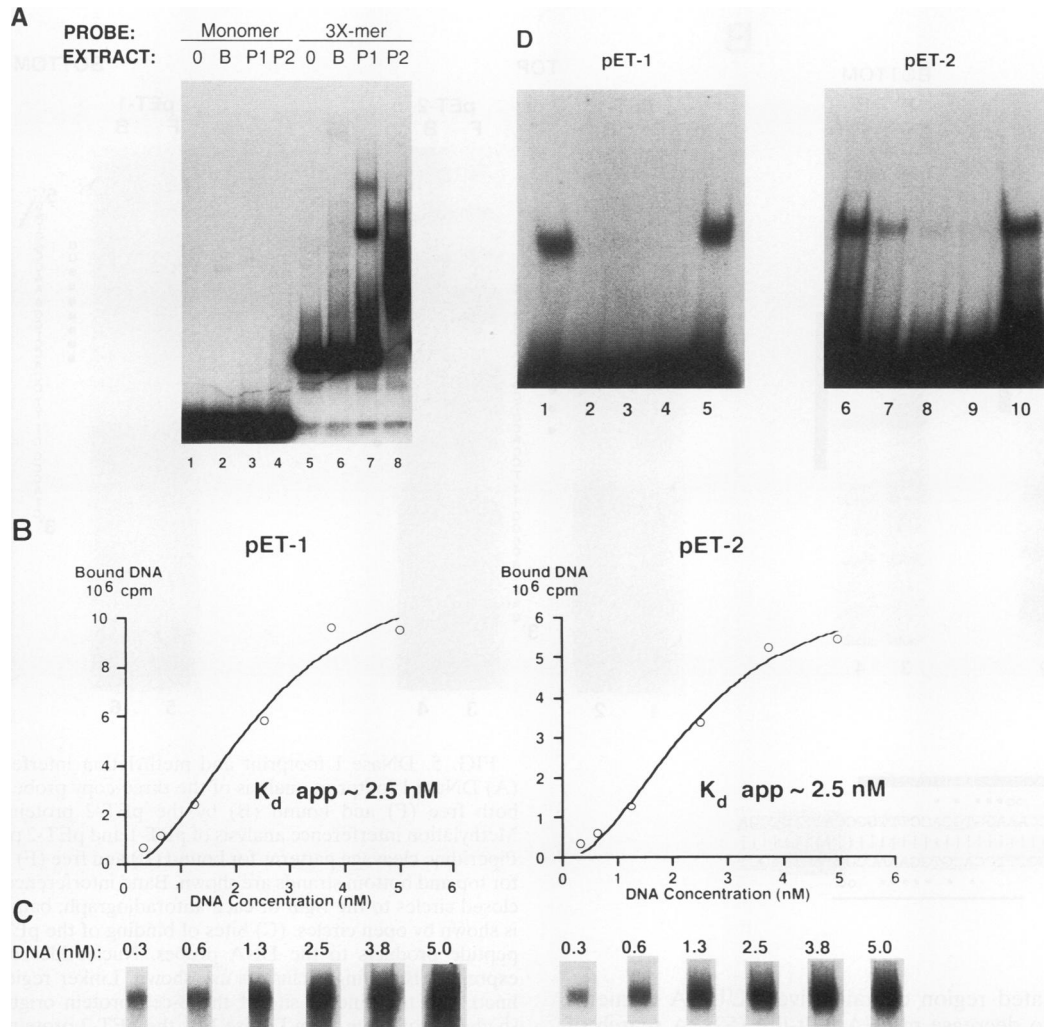 A
PROBE: Monomer 3X-mer
EXTRACT: 0 B P1 P2 0 B P1 P2
1 2 3 4 5 6 7 8
D
pET-1 pET-2
1 2 3 4 5 6 7 8 9 10
B
pET-1
Bound DNA
10⁶ cpm
10
8
6
4
2
0
K_d app ~ 2.5 nM
0 1 2 3 4 5 6
DNA Concentration (nM)
pET-2
Bound DNA
10⁶ cpm
6
5
4
3
2
1
0
K_d app ~ 2.5 nM
0 1 2 3 4 5 6
DNA Concentration (nM)
C
DNA (nM): 0.3 0.6 1.3 2.5 3.8 5.0
0.3 0.6 1.3 2.5 3.8 5.0